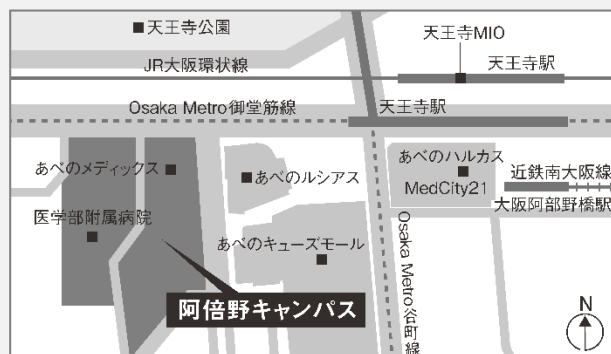 天王寺公園
天王寺MIO
JR大阪環状線
天王寺駅
Osaka Metro御堂筋線
天王寺駅
あべのメディックス
あべのルシアス
あべのハルカス
MedCity21
近鉄南大阪線
大阪阿部野橋駅
医学部附属病院
あべのキューズモール
Osaka Metro谷町線
阿倍野キャンパス
N